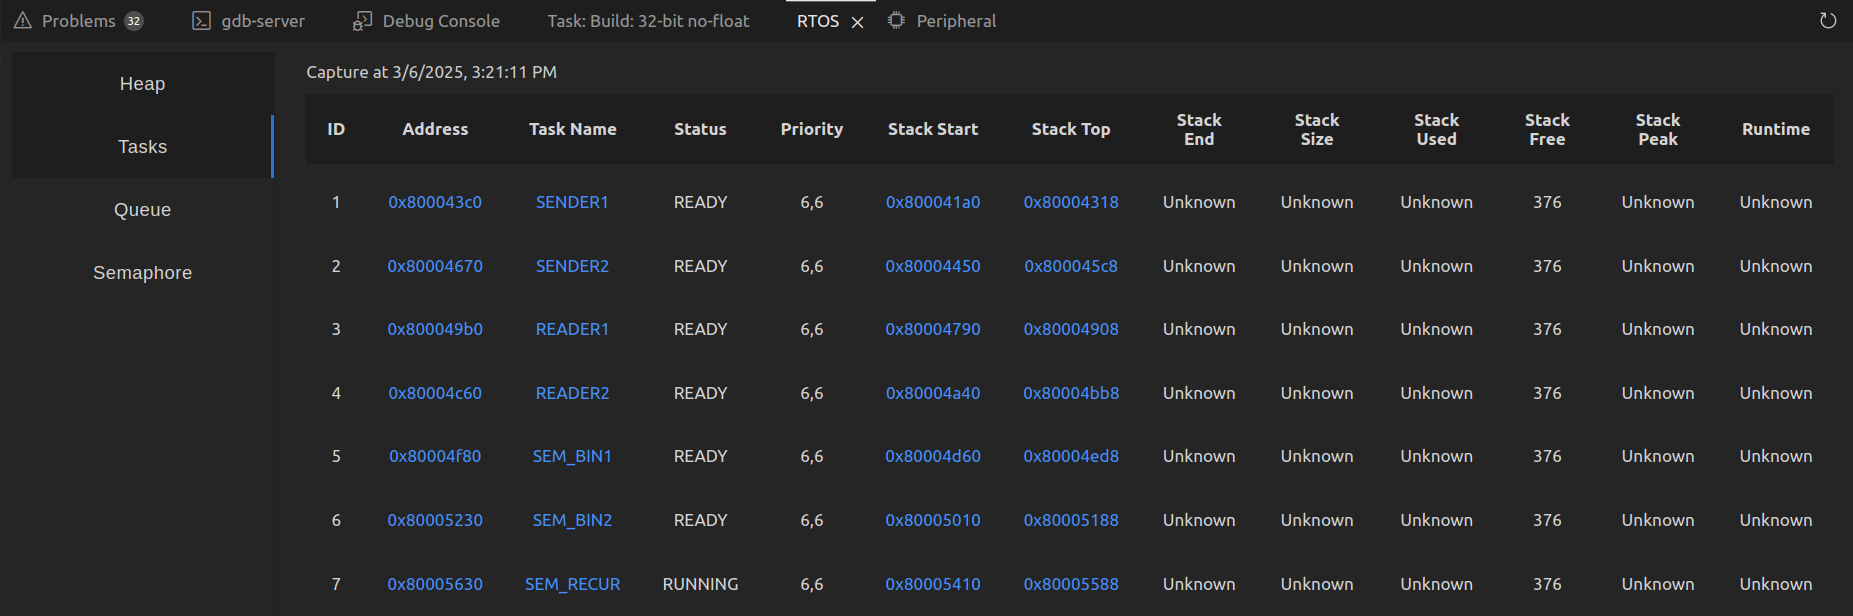 Problems 32 gdb-server Debug Console Task: Build: 32-bit no-float RTOS Peripheral
Heap
Tasks
Queue
Semaphore
Capture at 3/6/2025, 3:21:11 PM
ID Address Task Name Status Priority Stack Start Stack Top Stack End Stack Size Stack Used Stack Free Stack Peak Runtime
1 0x800043c0 SENDER1 READY 6,6 0x800041a0 0x80004318 Unknown Unknown Unknown 376 Unknown Unknown
2 0x80004670 SENDER2 READY 6,6 0x80004450 0x800045c8 Unknown Unknown Unknown 376 Unknown Unknown
3 0x800049b0 READER1 READY 6,6 0x80004790 0x80004908 Unknown Unknown Unknown 376 Unknown Unknown
4 0x80004c60 READER2 READY 6,6 0x80004a40 0x80004bb8 Unknown Unknown Unknown 376 Unknown Unknown
5 0x80004f80 SEM_BIN1 READY 6,6 0x80004d60 0x80004ed8 Unknown Unknown Unknown 376 Unknown Unknown
6 0x80005230 SEM_BIN2 READY 6,6 0x80005010 0x80005188 Unknown Unknown Unknown 376 Unknown Unknown
7 0x80005630 SEM_RECUR RUNNING 6,6 0x80005410 0x80005588 Unknown Unknown Unknown 376 Unknown Unknown